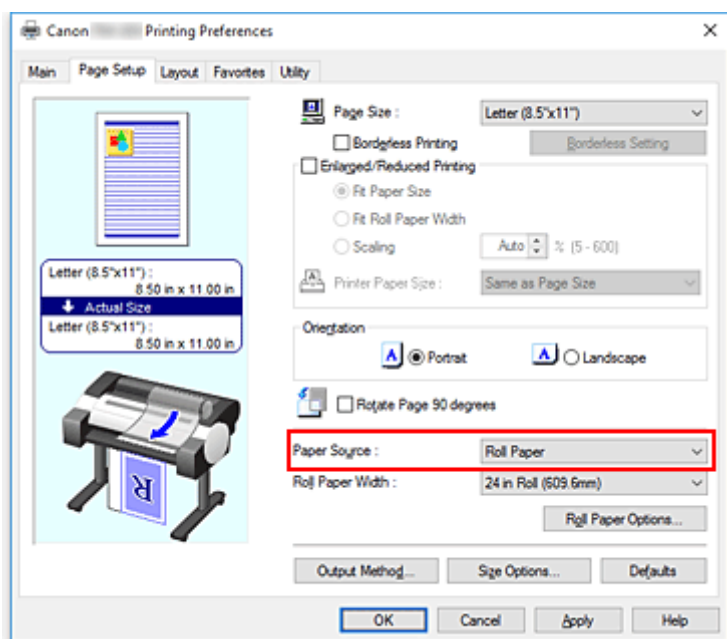 Canon Printing Preferences
Main Page Setup Layout Favorites Utility
Page Size : Letter (8.5"x11")
Borderless Printing Borderless Setting
Enlarged/Reduced Printing
Fit Paper Size
Fit Roll Paper Width
Scaling Auto % (5 - 600)
Printer Paper Size : Same as Page Size
Letter (8.5"x11") :
8.50 in x 11.00 in
Actual Size
Letter (8.5"x11") :
8.50 in x 11.00 in
Orientation
A Portrait A Landscape
Rotate Page 90 degrees
Paper Source : Roll Paper
Roll Paper Width : 24 in Roll (609.6mm)
R
Roll Paper Options...
Output Method... Size Options... Defaults
OK Cancel Apply Help